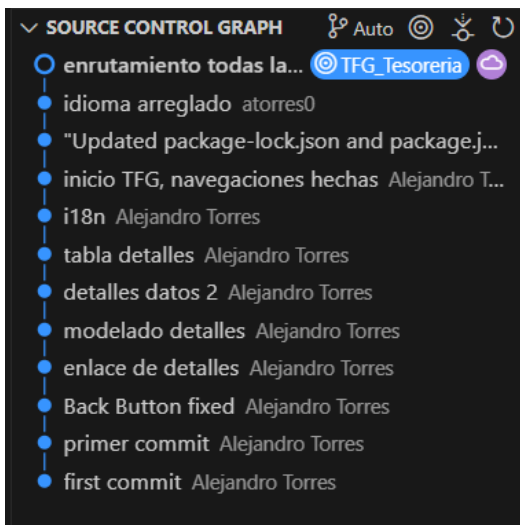 SOURCE CONTROL GRAPH Auto
enrutamiento todas la... TFG_Tesoreria
idioma arreglado atorres0
"Updated package-lock.json and package.j...
inicio TFG, navegaciones hechas Alejandro T...
i18n Alejandro Torres
tabla detalles Alejandro Torres
detalles datos 2 Alejandro Torres
modelado detalles Alejandro Torres
enlace de detalles Alejandro Torres
Back Button fixed Alejandro Torres
primer commit Alejandro Torres
first commit Alejandro Torres